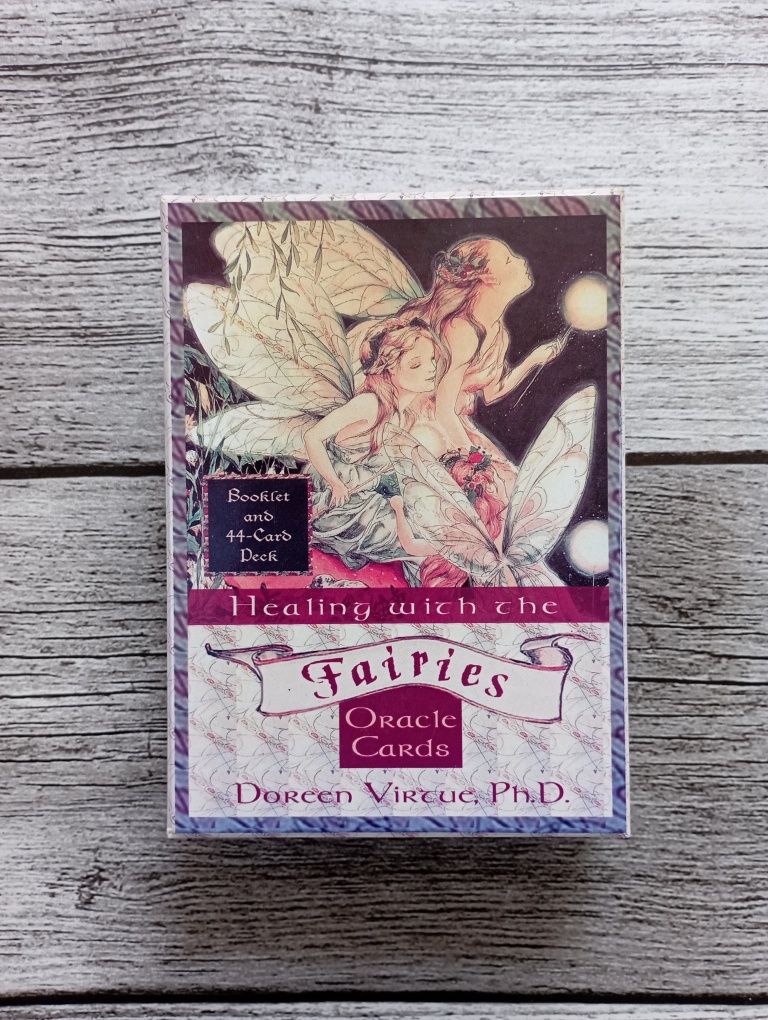 Booklet
and
44-Card
Deck
Healing with the
Fairies
Oracle
Cards
Doreen Virtue, Ph.D.